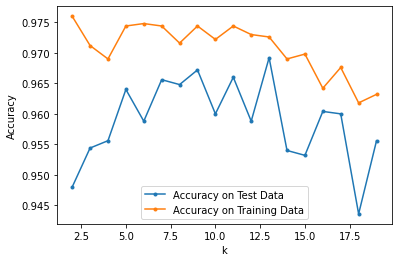 0.975
0.970
0.965
0.960
0.955
0.950
0.945
Accuracy
2.5 5.0 7.5 10.0 12.5 15.0 17.5
k
Accuracy on Test Data
Accuracy on Training Data